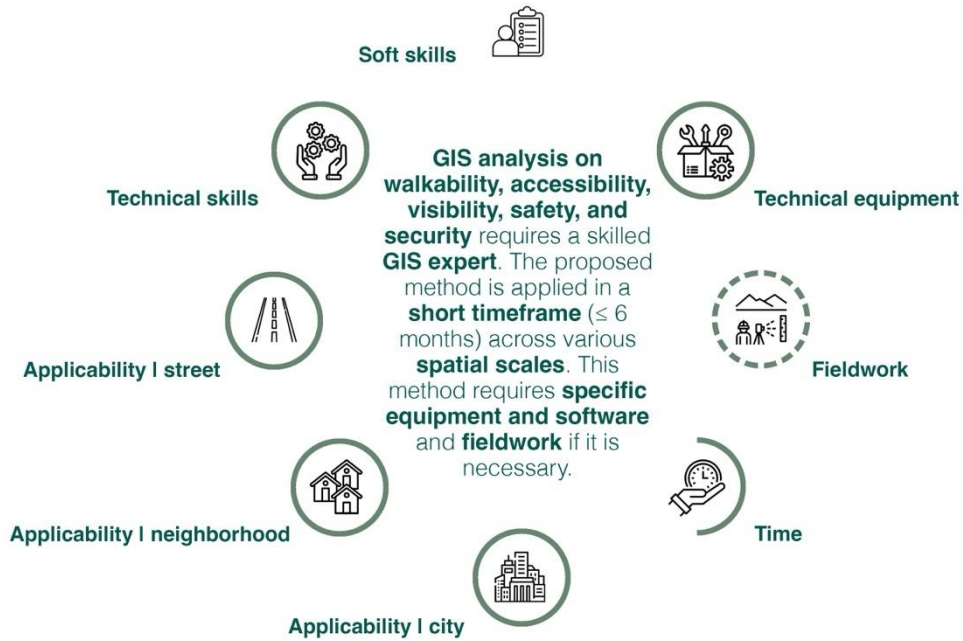 Soft skills
Technical skills
Technical equipment
GIS analysis on
walkability, accessibility,
visibility, safety, and
security requires a skilled
GIS expert. The proposed
method is applied in a
short timeframe (≤ 6
months) across various
spatial scales. This
method requires specific
equipment and software
and fieldwork if it is
necessary.
Applicability | street
Fieldwork
Applicability | neighborhood
Time
Applicability | city